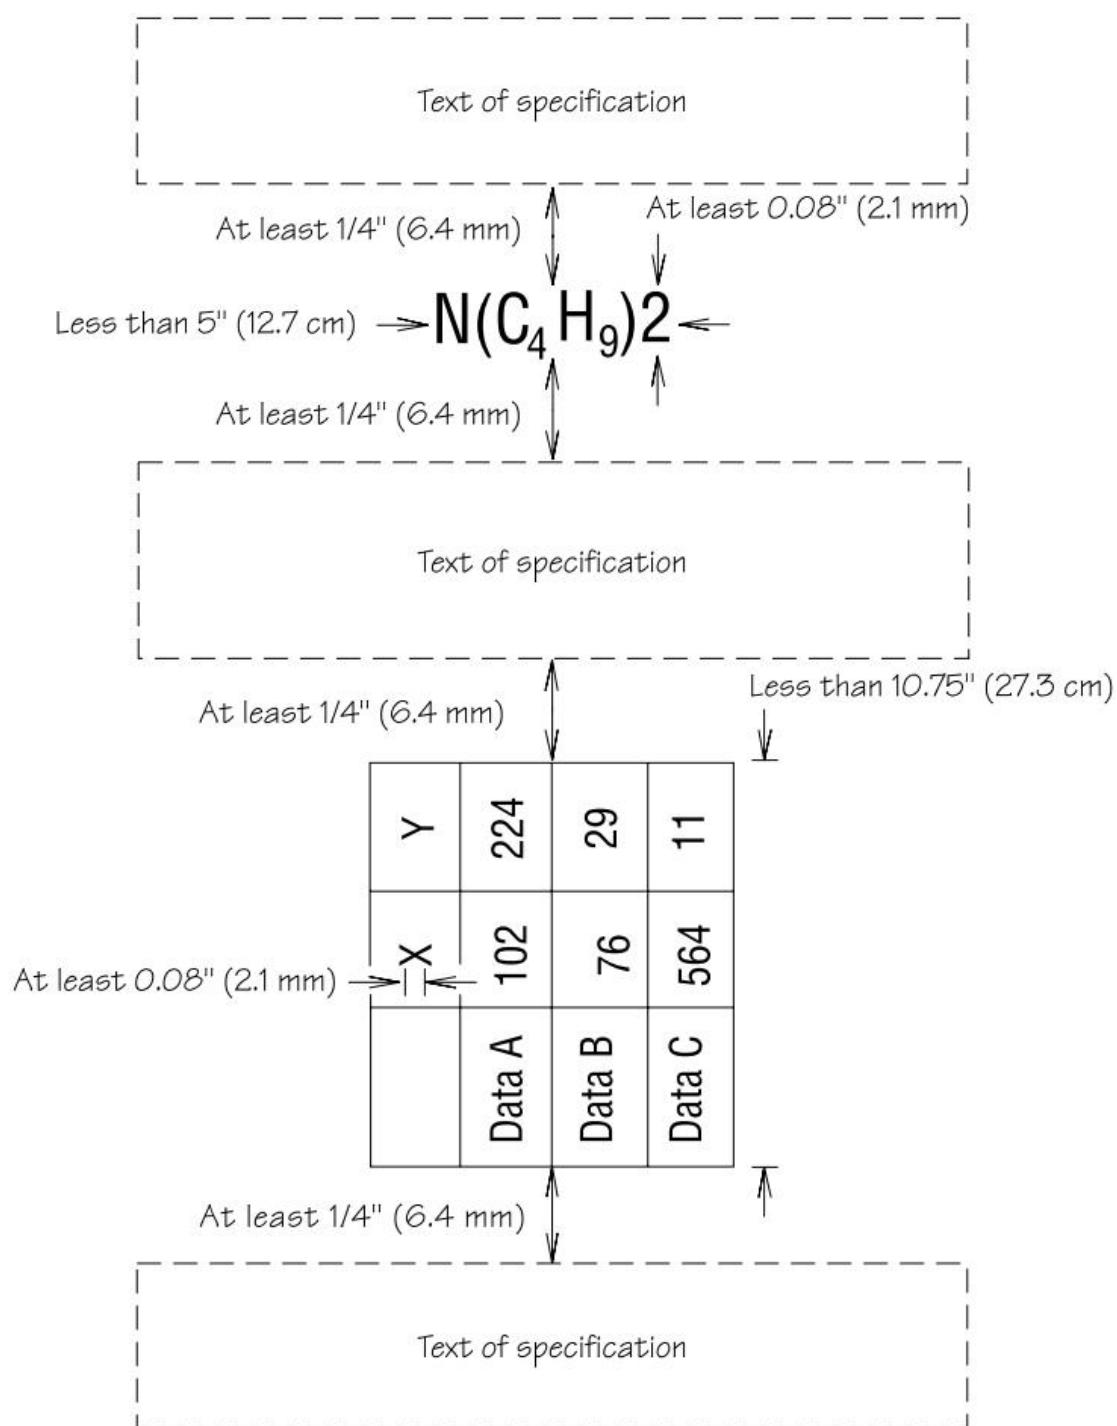 Text of specification
At least 1/4" (6.4 mm)
At least 0.08" (2.1 mm)
Less than 5" (12.7 cm)
N(C₄H₉)2
At least 1/4" (6.4 mm)
Text of specification
At least 1/4" (6.4 mm)
Less than 10.75" (27.3 cm)
X Y
Data A 102 224
Data B 76 29
Data C 564 11
At least 0.08" (2.1 mm)
At least 1/4" (6.4 mm)
Text of specification